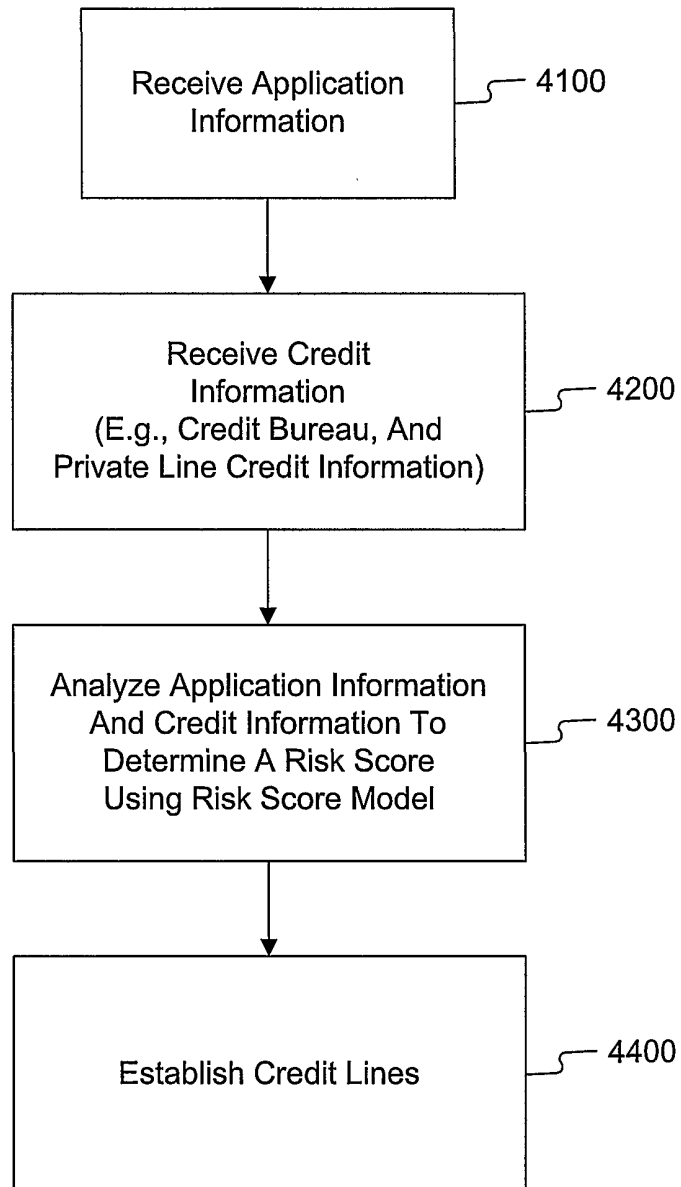 Receive Application
Information
4100
Receive Credit
Information
(E.g., Credit Bureau, And
Private Line Credit Information)
4200
Analyze Application Information
And Credit Information To
Determine A Risk Score
Using Risk Score Model
4300
Establish Credit Lines
4400